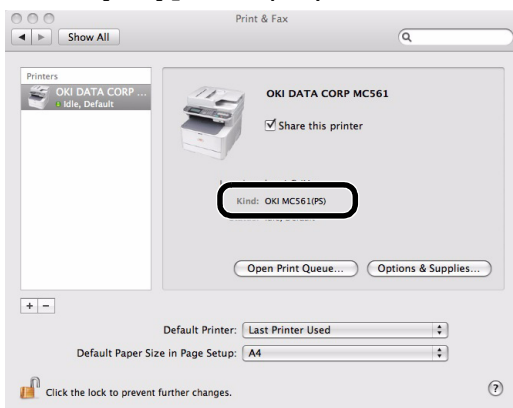 Print & Fax
Show All
Printers
OKI DATA CORP ...
Idle, Default
OKI DATA CORP MC561
Share this printer
Kind: OKI MC561(PS)
Open Print Queue...
Options & Supplies...
+ −
Default Printer: Last Printer Used
Default Paper Size in Page Setup: A4
Click the lock to prevent further changes.
?